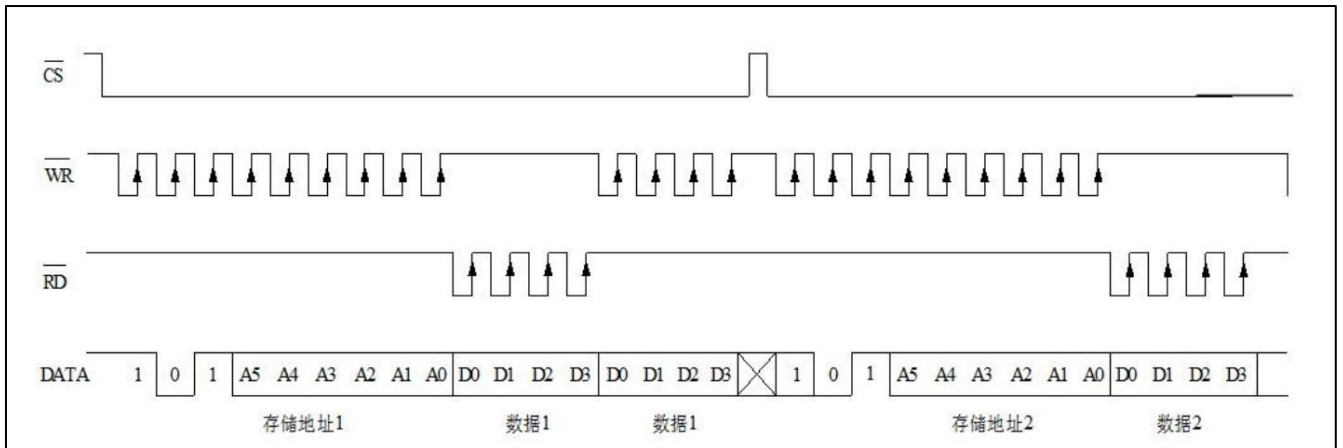 CS
WR
RD
DATA 1 0 1 A5 A4 A3 A2 A1 A0 D0 D1 D2 D3 D0 D1 D2 D3 1 0 1 A5 A4 A3 A2 A1 A0 D0 D1 D2 D3
存储地址1 数据1 数据1 存储地址2 数据2